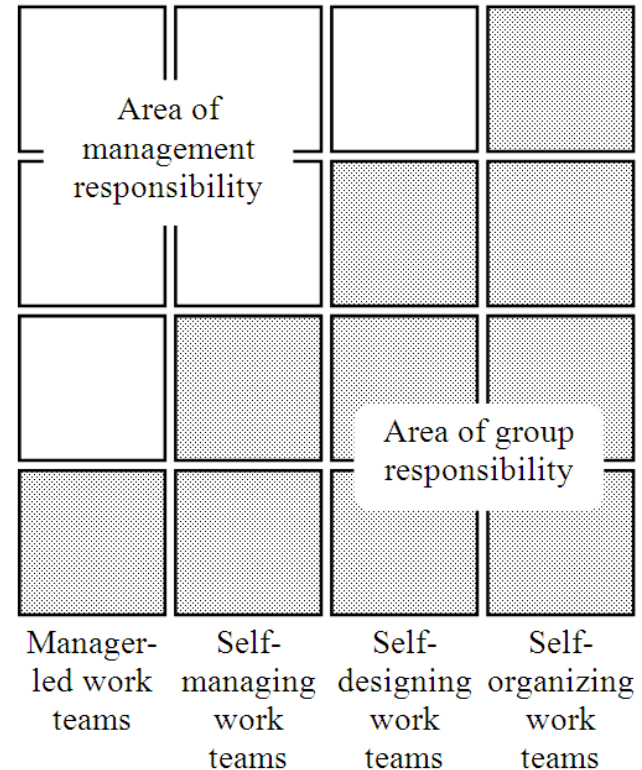 Area of
management
responsibility
Area of group
responsibility
Manager-
led work
teams
Self-
managing
work
teams
Self-
designing
work
teams
Self-
organizing
work
teams